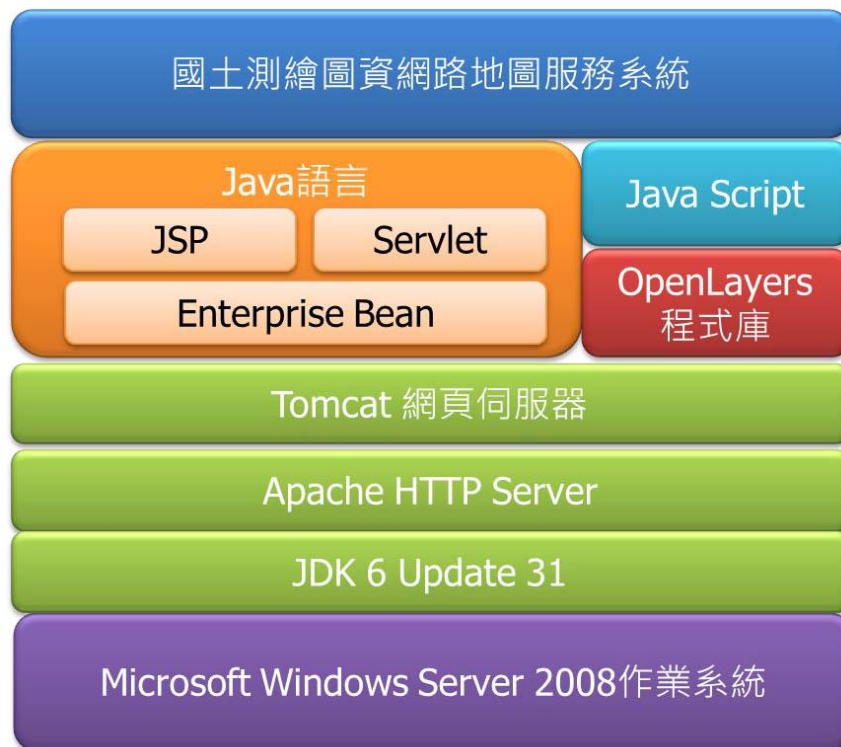 國土測繪圖資網路地圖服務系統
Java語言
JSP
Servlet
Enterprise Bean
Java Script
OpenLayers
程式庫
Tomcat 網頁伺服器
Apache HTTP Server
JDK 6 Update 31
Microsoft Windows Server 2008作業系統